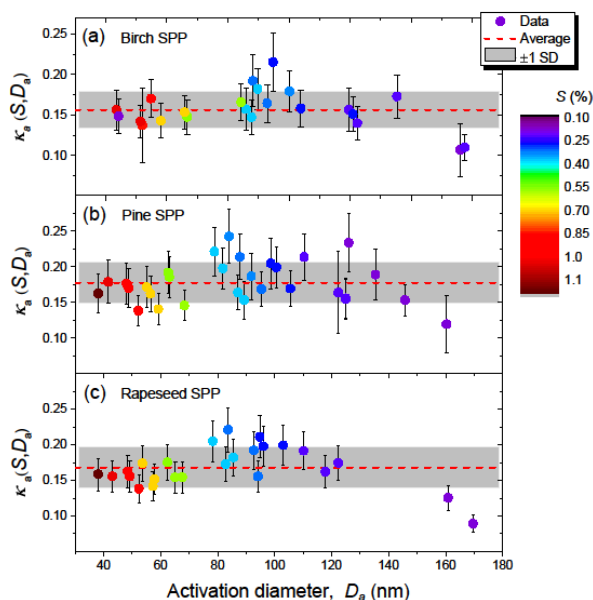 (a) Birch SPP
Data
Average
±1 SD
0.25
0.20
0.15
0.10
κa (S,Da)
S (%)
0.10
0.25
0.40
0.55
0.70
0.85
1.0
1.1
(b) Pine SPP
0.25
0.20
0.15
0.10
κa (S,Da)
(c) Rapeseed SPP
0.25
0.20
0.15
0.10
κa (S,Da)
40 60 80 100 120 140 160 180
Activation diameter, Da (nm)